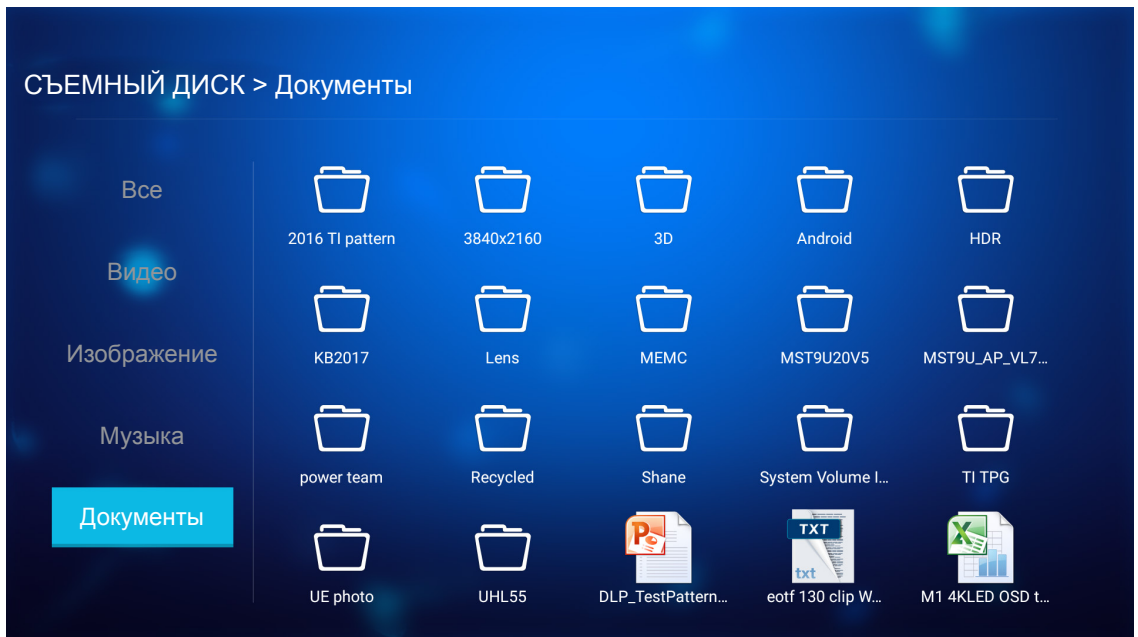 СЪЕМНЫЙ ДИСК > Документы
Все
Видео
Изображение
Музыка
Документы
2016 TI pattern
3840x2160
3D
Android
HDR
KB2017
Lens
MEMC
MST9U20V5
MST9U_AP_VL7...
power team
Recycled
Shane
System Volume I...
TI TPG
UE photo
UHL55
P
DLP_TestPattern...
TXT
txt
eotf 130 clip W...
X
M1 4KLED OSD t...